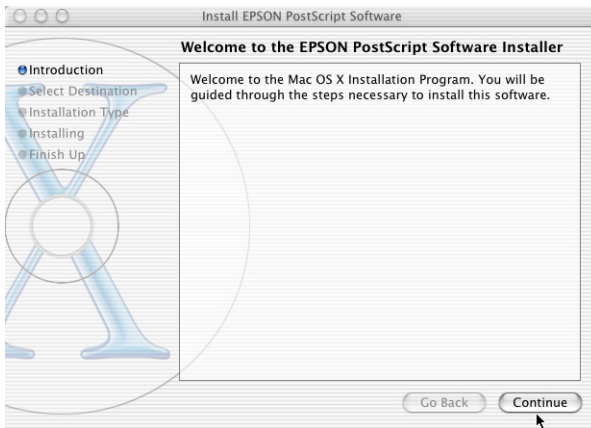 Install EPSON PostScript Software
Welcome to the EPSON PostScript Software Installer
Introduction
Select Destination
Installation Type
Installing
Finish Up
Welcome to the Mac OS X Installation Program. You will be
guided through the steps necessary to install this software.
Go Back
Continue